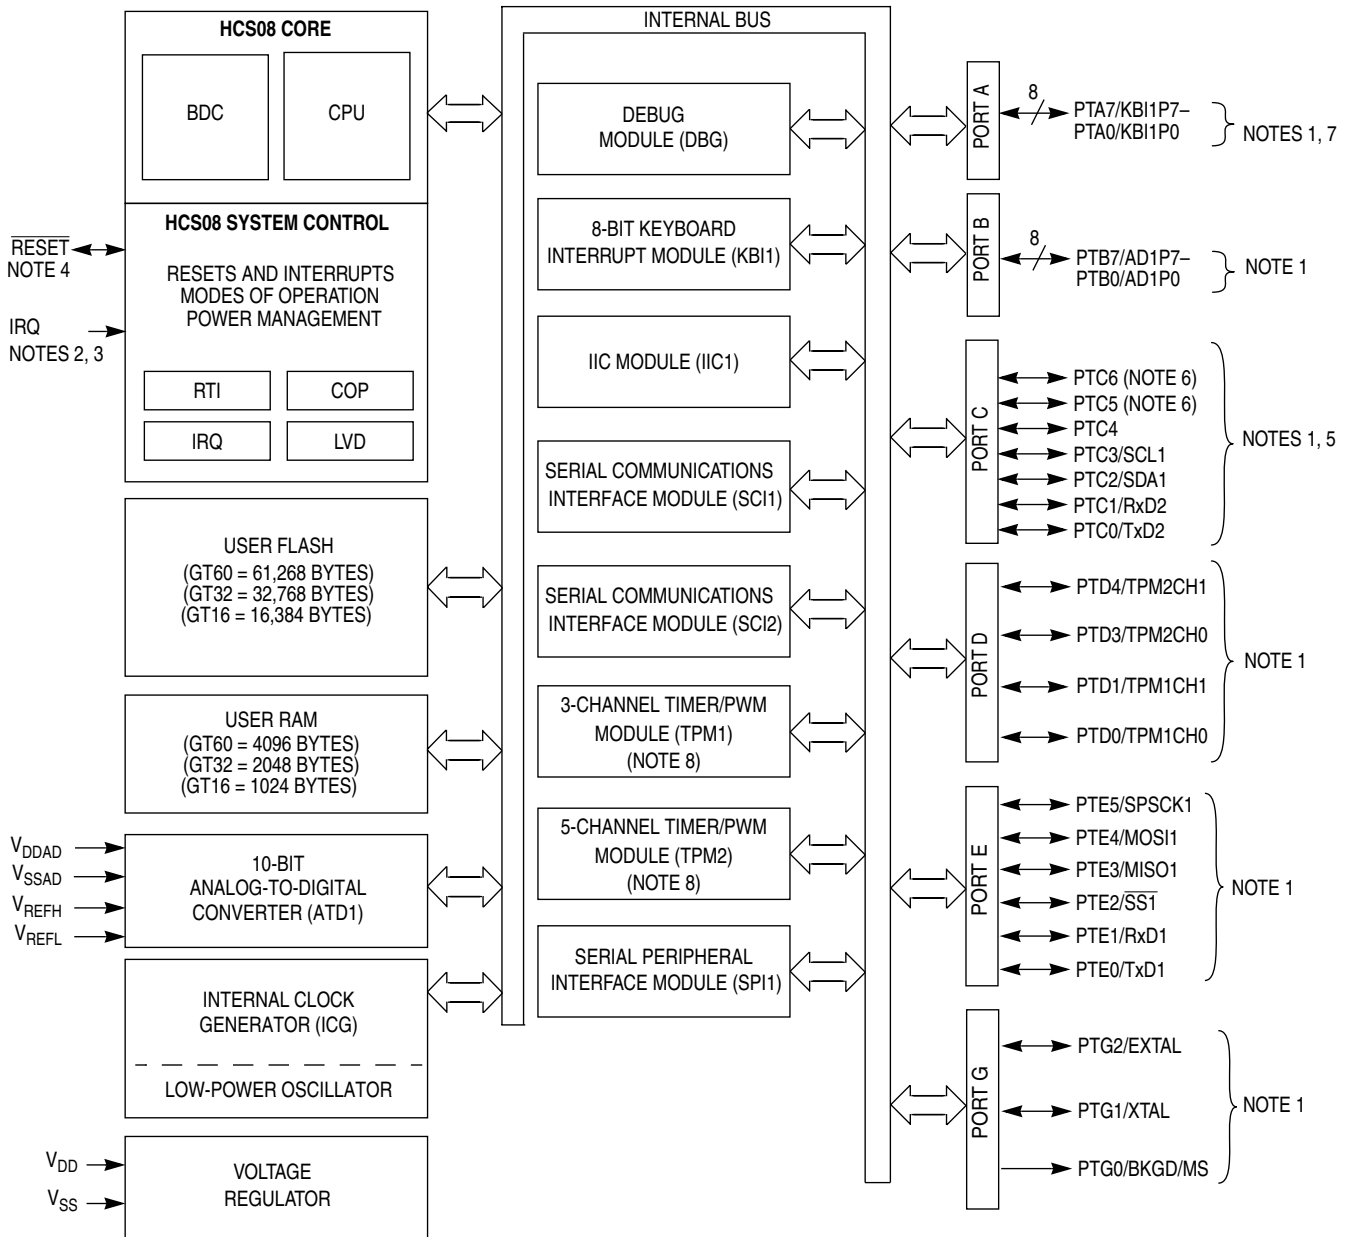 HCS08 CORE
BDC
CPU
HCS08 SYSTEM CONTROL
RESETS AND INTERRUPTS
MODES OF OPERATION
POWER MANAGEMENT
RTI
COP
IRQ
LVD
RESET
NOTE 4
IRQ
NOTES 2, 3
USER FLASH
(GT60 = 61,268 BYTES)
(GT32 = 32,768 BYTES)
(GT16 = 16,384 BYTES)
USER RAM
(GT60 = 4096 BYTES)
(GT32 = 2048 BYTES)
(GT16 = 1024 BYTES)
VDDAD
VSSAD
VREFH
VREFL
10-BIT
ANALOG-TO-DIGITAL
CONVERTER (ATD1)
INTERNAL CLOCK
GENERATOR (ICG)
LOW-POWER OSCILLATOR
VDD
VSS
VOLTAGE
REGULATOR
INTERNAL BUS
DEBUG
MODULE (DBG)
8-BIT KEYBOARD
INTERRUPT MODULE (KBI1)
IIC MODULE (IIC1)
SERIAL COMMUNICATIONS
INTERFACE MODULE (SCI1)
SERIAL COMMUNICATIONS
INTERFACE MODULE (SCI2)
3-CHANNEL TIMER/PWM
MODULE (TPM1)
(NOTE 8)
5-CHANNEL TIMER/PWM
MODULE (TPM2)
(NOTE 8)
SERIAL PERIPHERAL
INTERFACE MODULE (SPI1)
PORT A
8
PTA7/KBI1P7–
PTA0/KBI1P0
NOTES 1, 7
PORT B
8
PTB7/AD1P7–
PTB0/AD1P0
NOTE 1
PORT C
PTC6 (NOTE 6)
PTC5 (NOTE 6)
PTC4
PTC3/SCL1
PTC2/SDA1
PTC1/RxD2
PTC0/TxD2
NOTES 1, 5
PORT D
PTD4/TPM2CH1
PTD3/TPM2CH0
PTD1/TPM1CH1
PTD0/TPM1CH0
NOTE 1
PORT E
PTE5/SPSCK1
PTE4/MOSI1
PTE3/MISO1
PTE2/SS1
PTE1/RxD1
PTE0/TxD1
NOTE 1
PORT G
PTG2/EXTAL
PTG1/XTAL
PTG0/BKGD/MS
NOTE 1